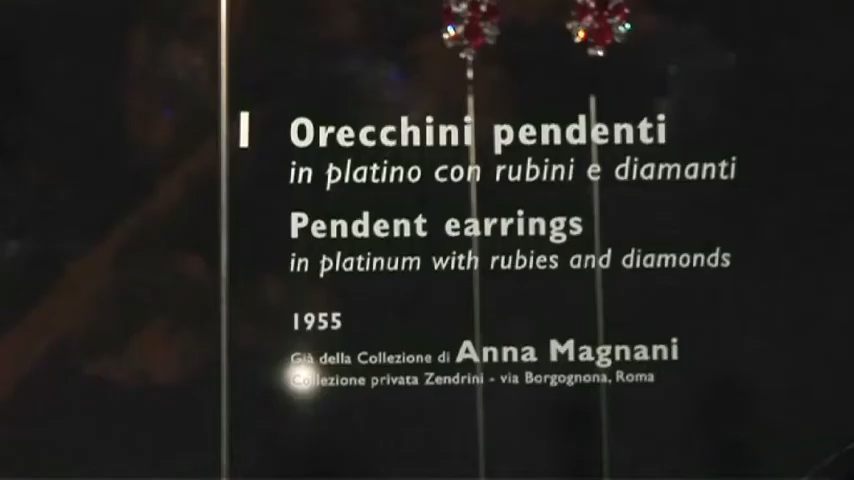 1 Orecchini pendenti
in platino con rubini e diamanti
Pendent earrings
in platinum with rubies and diamonds
1955
Già della Collezione di Anna Magnani
Collezione privata Zendrini - via Borgognona, Roma